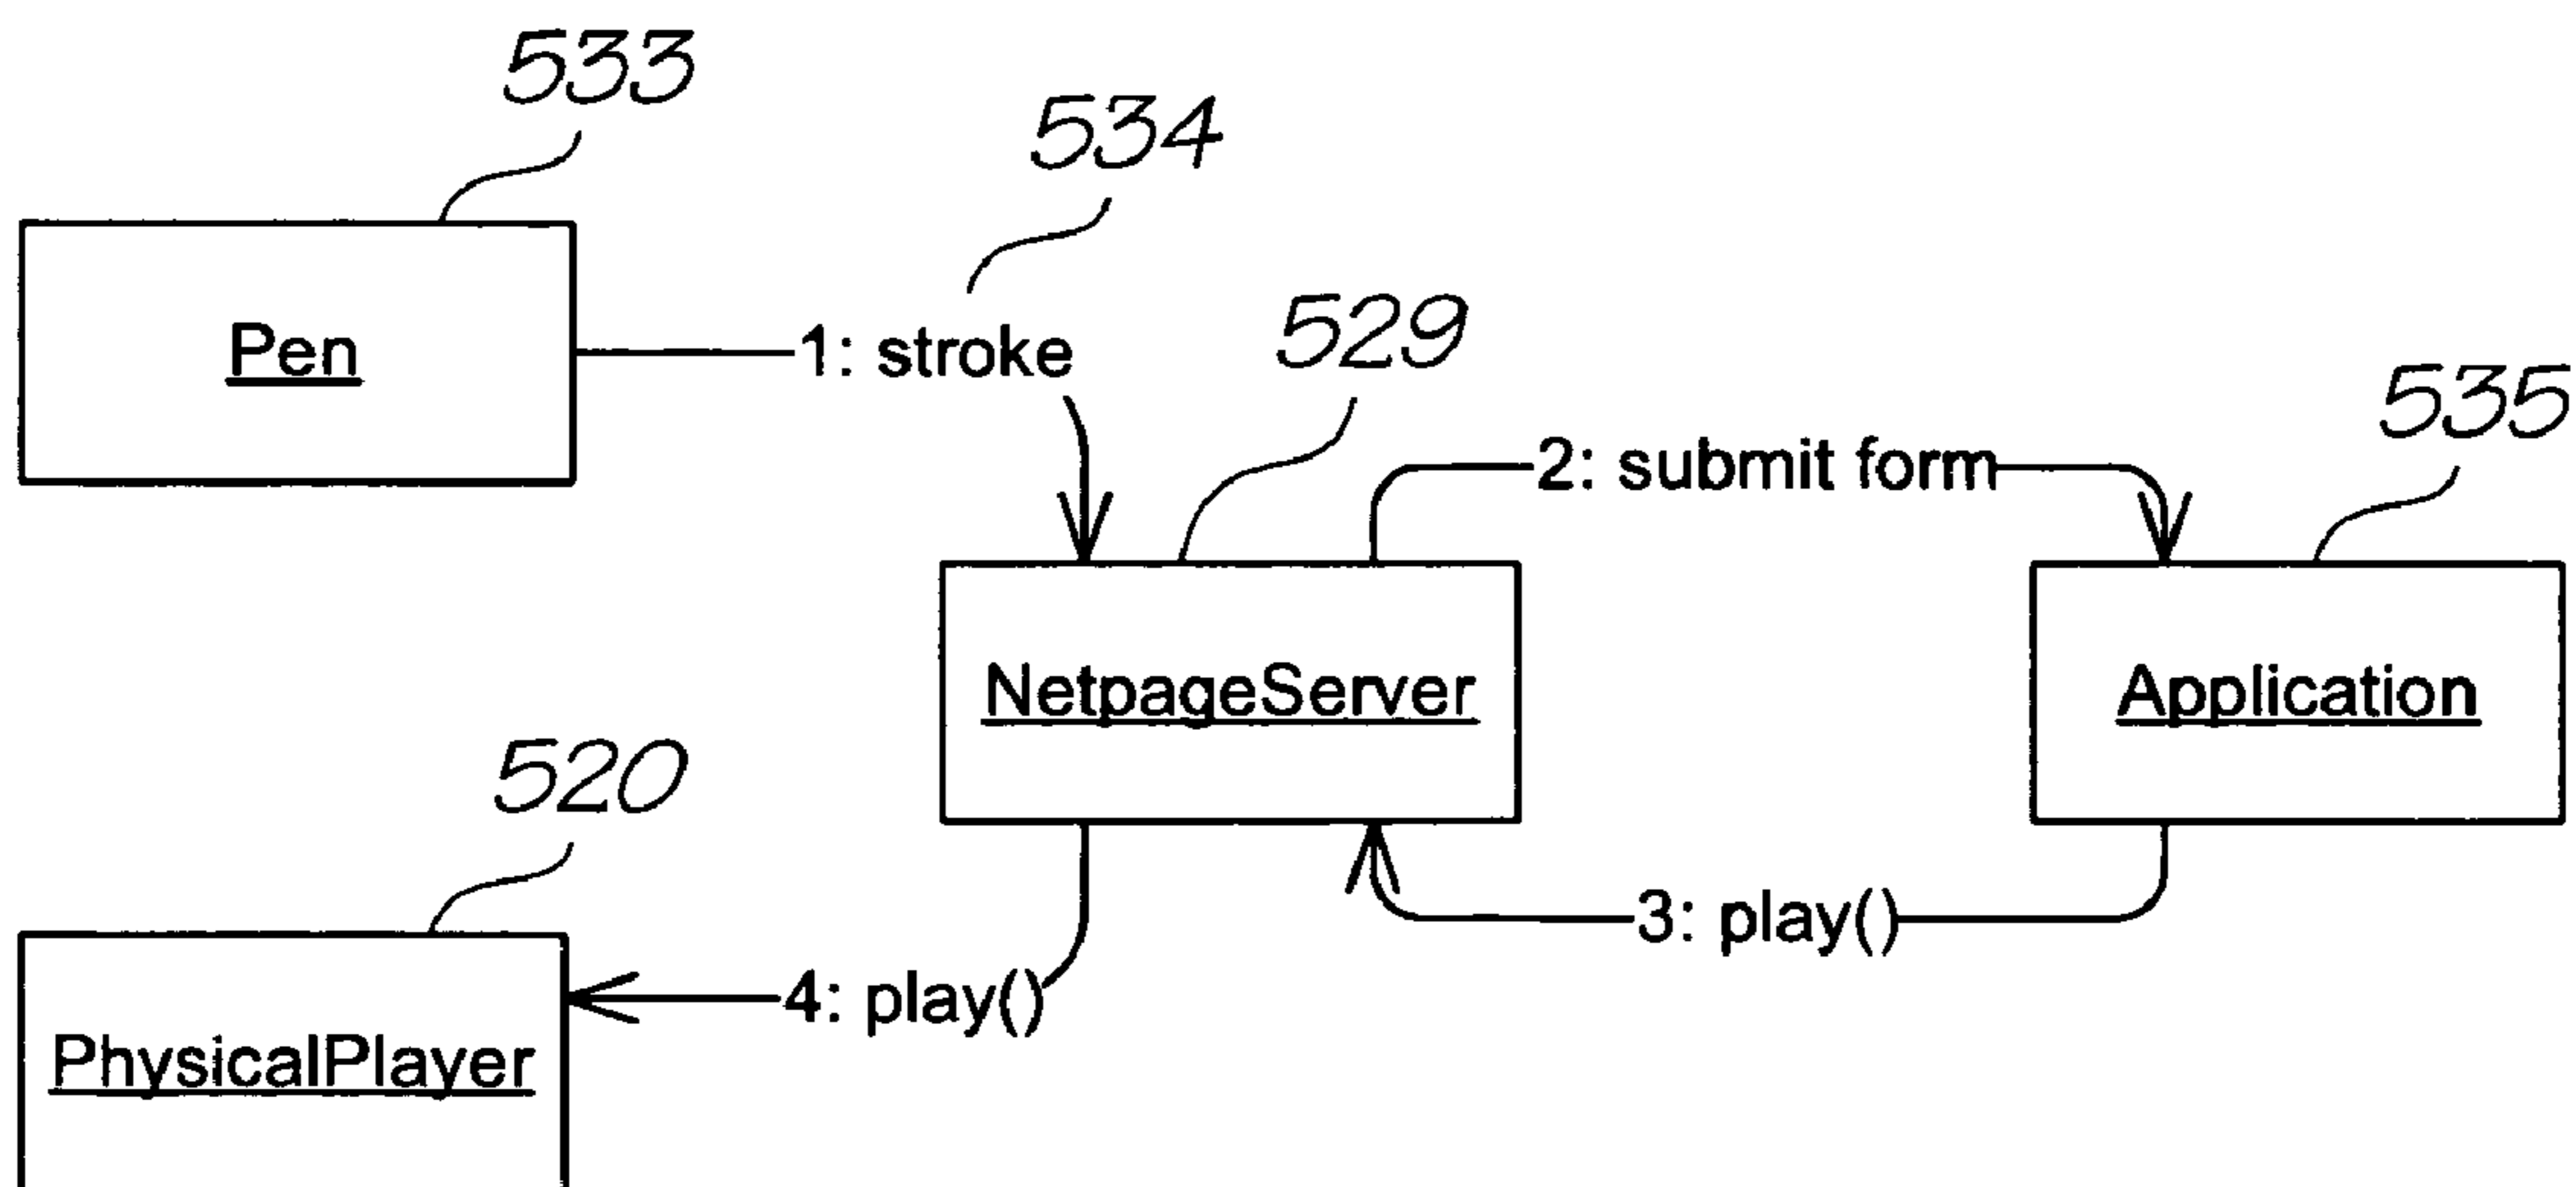 533
534
Pen
1: stroke
529
535
2: submit form
NetpageServer
Application
520
3: play()
4: play()
PhysicalPlayer